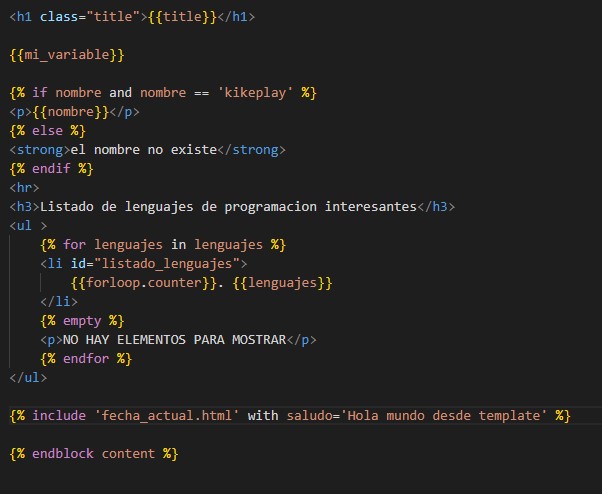 <h1 class="title">{{title}}</h1>
{{mi_variable}}
{% if nombre and nombre == 'kikeplay' %}
<p>{{nombre}}</p>
{% else %}
<strong>el nombre no existe</strong>
{% endif %}
<hr>
<h3>Listado de lenguajes de programacion interesantes</h3>
<ul >
{% for lenguajes in lenguajes %}
<li id="listado_lenguajes">
{{forloop.counter}}. {{lenguajes}}
</li>
{% empty %}
<p>NO HAY ELEMENTOS PARA MOSTRAR</p>
{% endfor %}
</ul>
{% include 'fecha_actual.html' with saludo='Hola mundo desde template' %}
{% endblock content %}